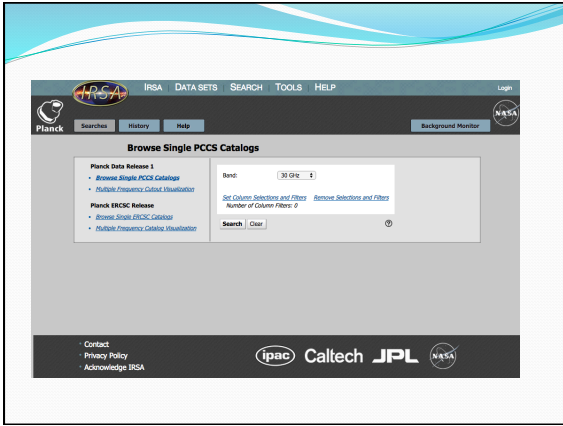 IRSA
IRSA DATA SETS SEARCH TOOLS HELP
Login
Planck
NASA
Searches History Help
Background Monitor
Browse Single PCCS Catalogs
Planck Data Release 1
• Browse Single PCCS Catalogs
• Multiple Frequency Cutout Visualization
Planck ERCSC Release
• Browse Single ERCSC Catalogs
• Multiple Frequency Catalog Visualization
Band: 30 GHz
Set Column Selections and Filters Remove Selections and Filters
Number of Column Filters: 0
Search Clear
?
• Contact
• Privacy Policy
• Acknowledge IRSA
ipac Caltech JPL NASA